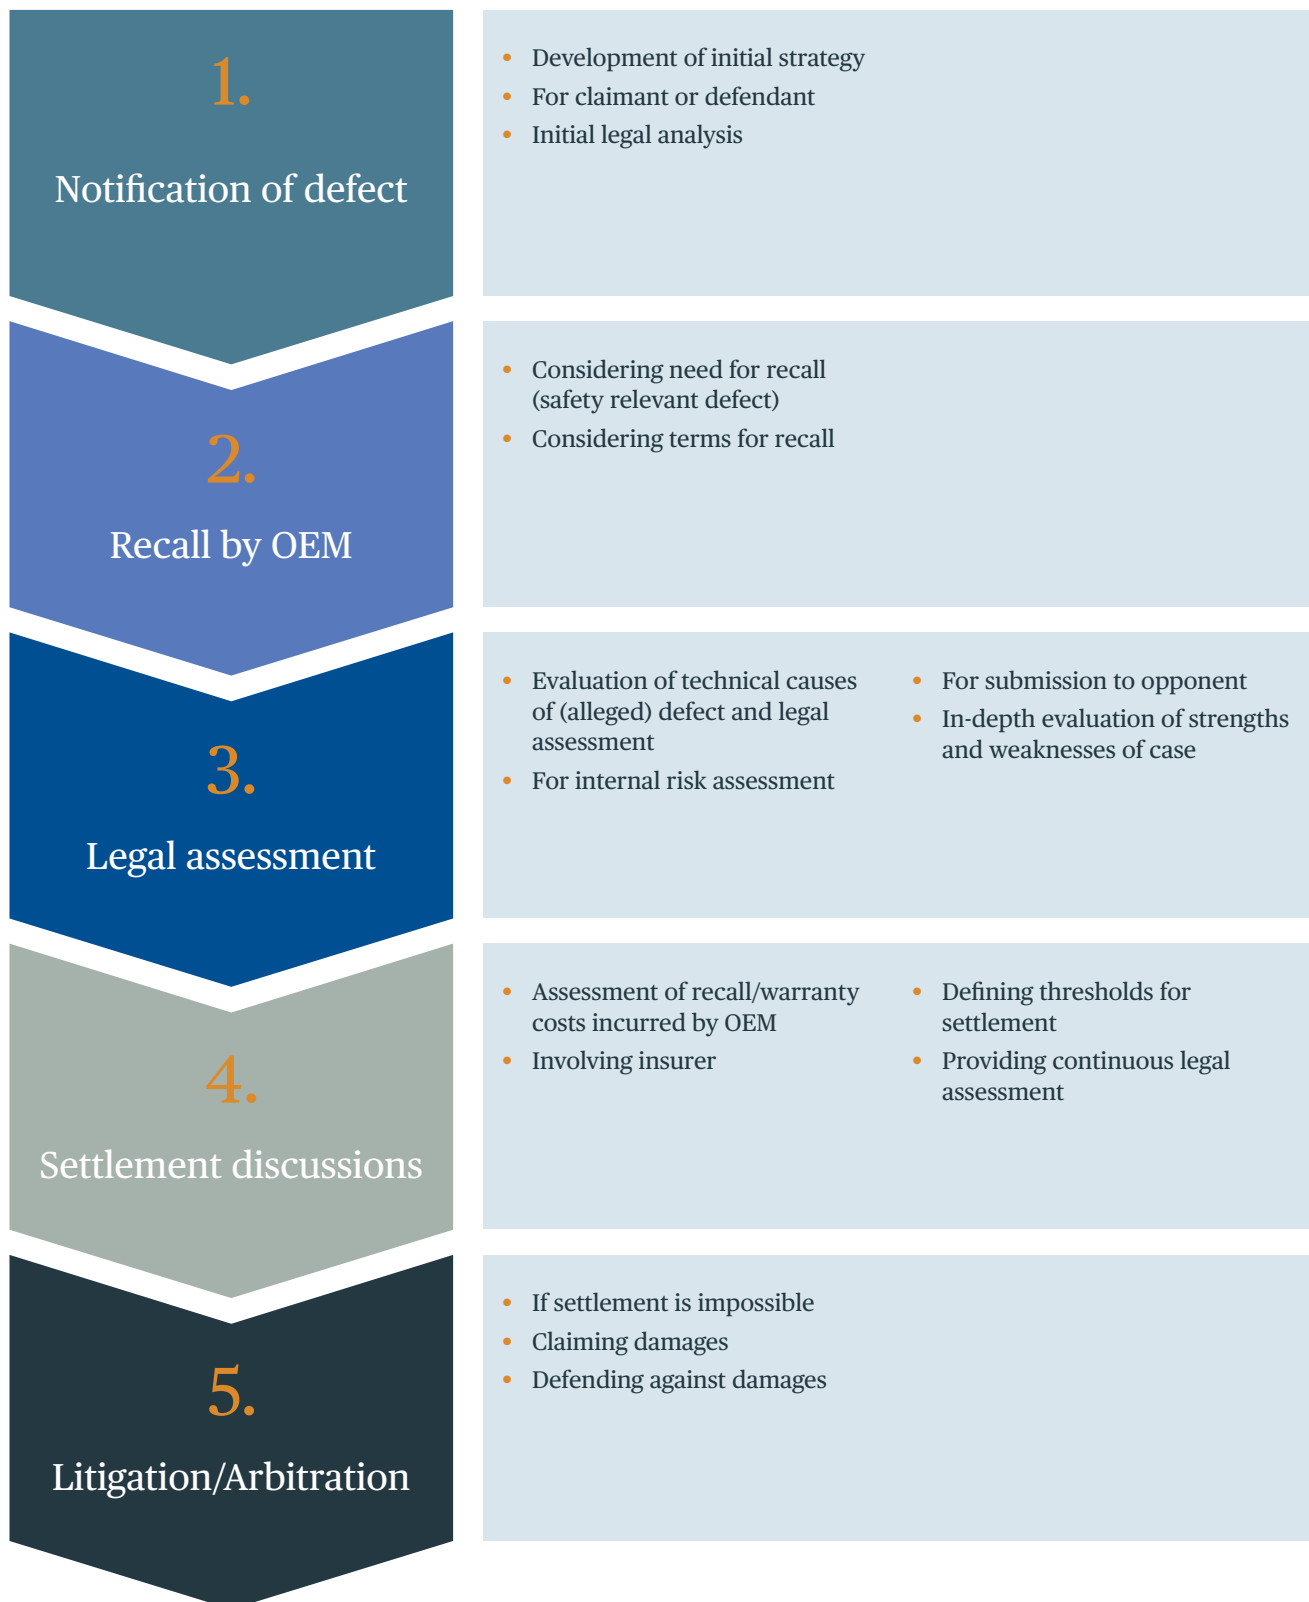 1.
Notification of defect
• Development of initial strategy
• For claimant or defendant
• Initial legal analysis
2.
Recall by OEM
• Considering need for recall
(safety relevant defect)
• Considering terms for recall
3.
Legal assessment
• Evaluation of technical causes
of (alleged) defect and legal
assessment
• For internal risk assessment
• For submission to opponent
• In-depth evaluation of strengths
and weaknesses of case
4.
Settlement discussions
• Assessment of recall/warranty
costs incurred by OEM
• Involving insurer
• Defining thresholds for
settlement
• Providing continuous legal
assessment
5.
Litigation/Arbitration
• If settlement is impossible
• Claiming damages
• Defending against damages